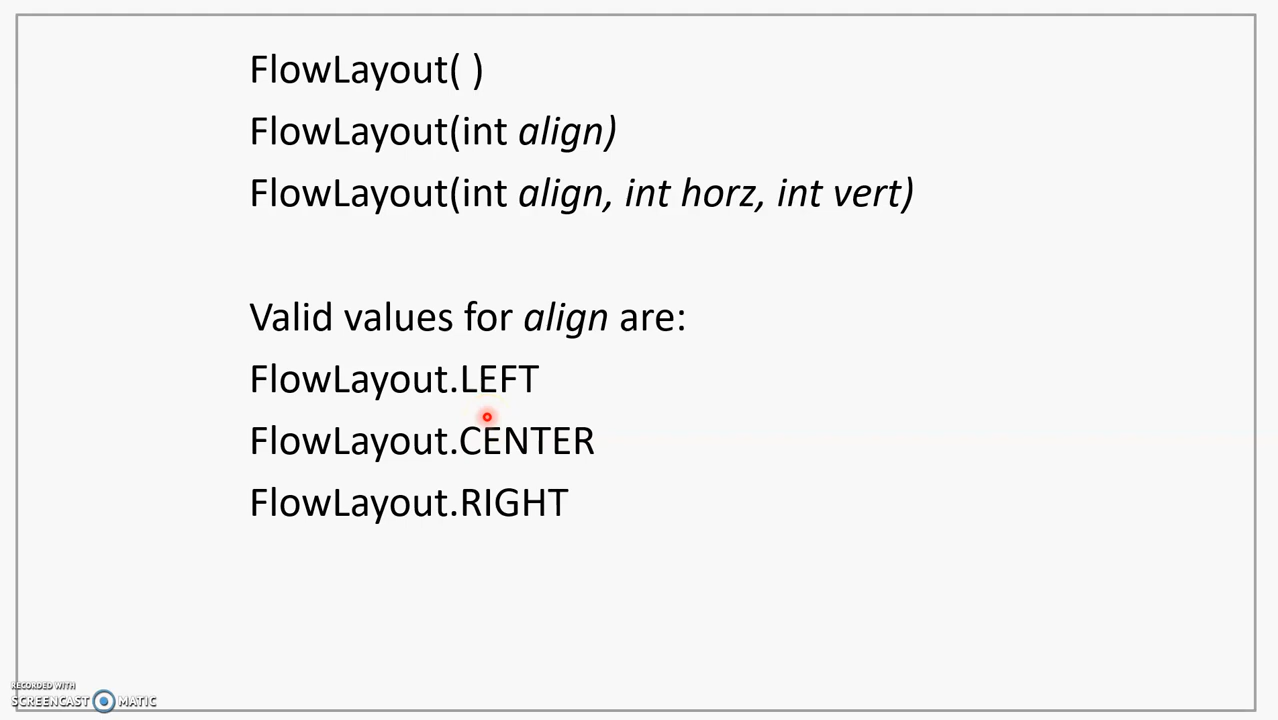 FlowLayout( )
FlowLayout(int align)
FlowLayout(int align, int horz, int vert)
Valid values for align are:
FlowLayout.LEFT
FlowLayout.CENTER
FlowLayout.RIGHT
RECORDED WITH
SCREENCAST MATIC